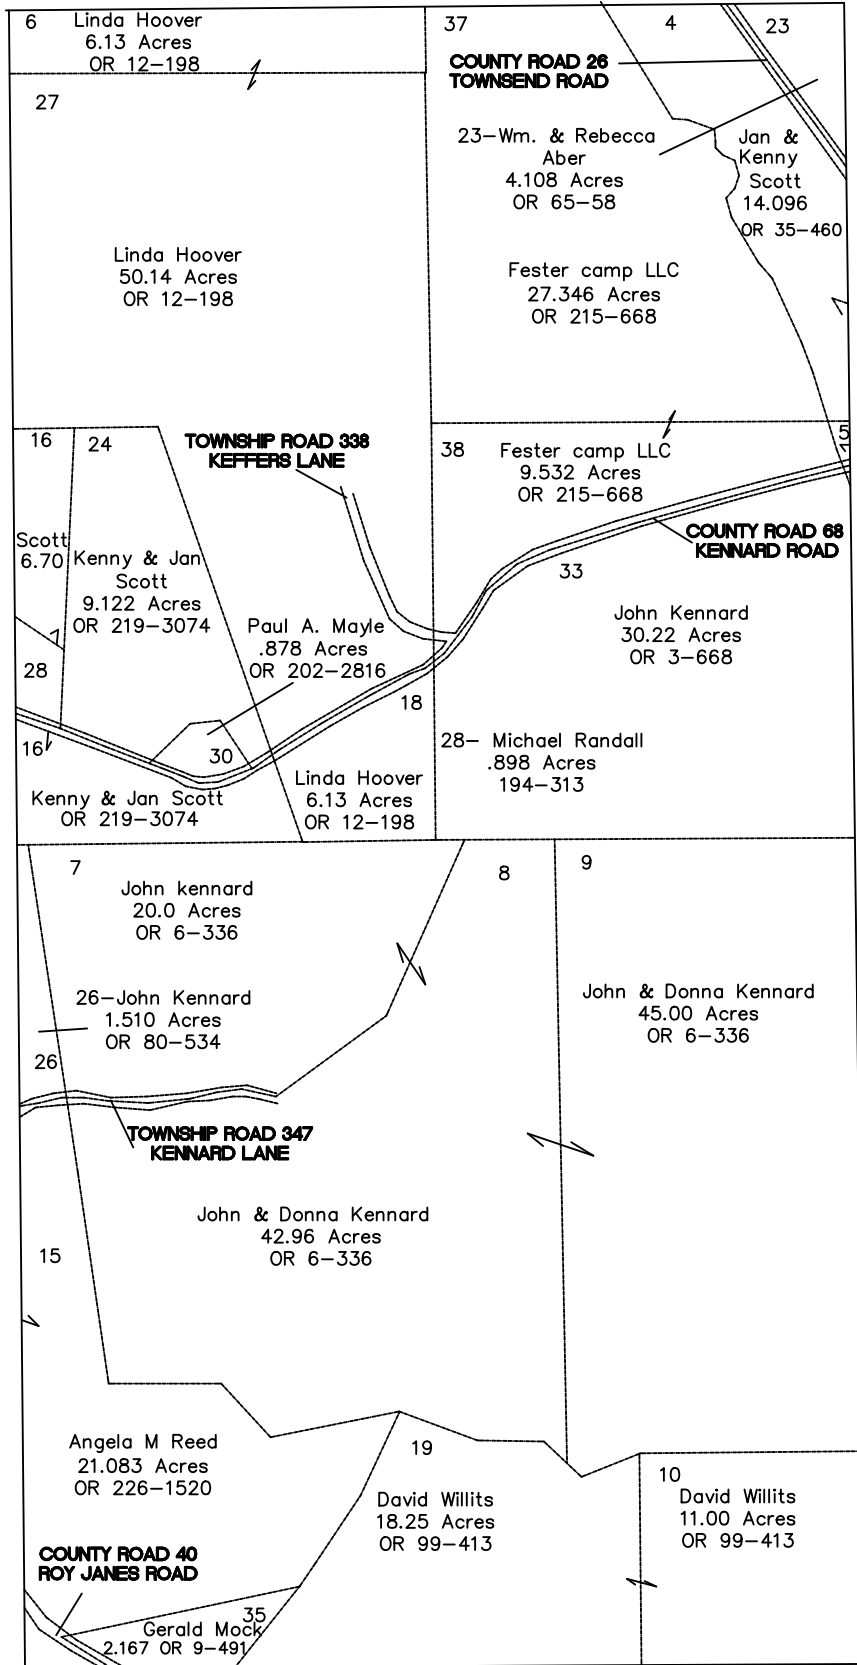 6
Linda Hoover
6.13 Acres
OR 12-198
37
4
23
COUNTY ROAD 26
TOWNSEND ROAD
27
23-Wm. & Rebecca
Aber
4.108 Acres
OR 65-58
Jan &
Kenny
Scott
14.096
OR 35-460
Linda Hoover
50.14 Acres
OR 12-198
Fester camp LLC
27.346 Acres
OR 215-668
16
24
TOWNSHIP ROAD 338
KEFFERS LANE
38
Fester camp LLC
9.532 Acres
OR 215-668
5
COUNTY ROAD 68
KENNARD ROAD
Scott
6.70
Kenny & Jan
Scott
9.122 Acres
OR 219-3074
33
Paul A. Mayle
.878 Acres
OR 202-2816
John Kennard
30.22 Acres
OR 3-668
28
18
16
30
28- Michael Randall
.898 Acres
194-313
Kenny & Jan Scott
OR 219-3074
Linda Hoover
6.13 Acres
OR 12-198
7
John kennard
20.0 Acres
OR 6-336
8
9
26-John Kennard
1.510 Acres
OR 80-534
John & Donna Kennard
45.00 Acres
OR 6-336
26
TOWNSHIP ROAD 347
KENNARD LANE
John & Donna Kennard
42.96 Acres
OR 6-336
15
Angela M Reed
21.083 Acres
OR 226-1520
19
David Willits
18.25 Acres
OR 99-413
10
David Willits
11.00 Acres
OR 99-413
COUNTY ROAD 40
ROY JANES ROAD
35
Gerald Mock
2.167 OR 9-491